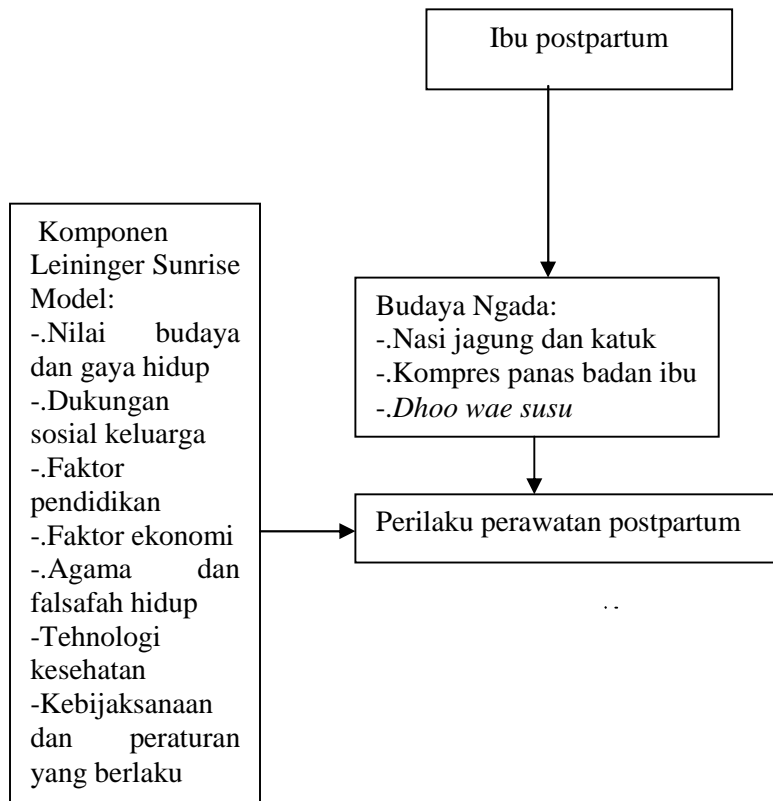 Ibu postpartum
Komponen
Leininger Sunrise
Model:
-.Nilai budaya
dan gaya hidup
-.Dukungan
sosial keluarga
-.Faktor
pendidikan
-.Faktor ekonomi
-.Agama dan
falsafah hidup
-Tehnologi
kesehatan
-Kebijaksanaan
dan peraturan
yang berlaku
Budaya Ngada:
-.Nasi jagung dan katuk
-.Kompres panas badan ibu
-.Dhoo wae susu
Perilaku perawatan postpartum